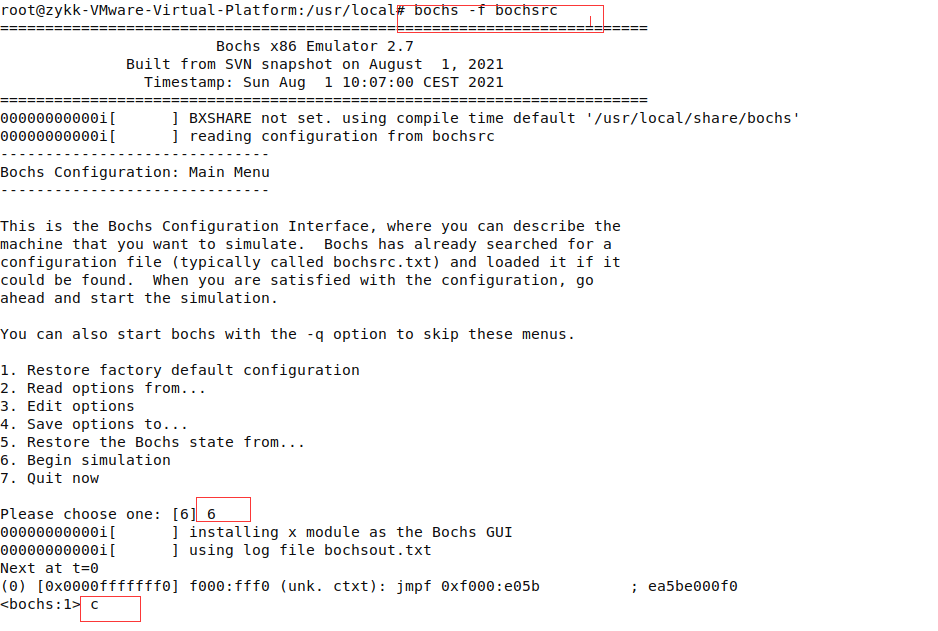 root@zykk-VMware-Virtual-Platform:/usr/local# bochs -f bochsrc
========================================================================
                        Bochs x86 Emulator 2.7
              Built from SVN snapshot on August  1, 2021
                Timestamp: Sun Aug  1 10:07:00 CEST 2021
========================================================================
00000000000i[      ] BXSHARE not set. using compile time default '/usr/local/share/bochs'
00000000000i[      ] reading configuration from bochsrc
------------------------------
Bochs Configuration: Main Menu
------------------------------
This is the Bochs Configuration Interface, where you can describe the
machine that you want to simulate.  Bochs has already searched for a
configuration file (typically called bochsrc.txt) and loaded it if it
could be found.  When you are satisfied with the configuration, go
ahead and start the simulation.
You can also start bochs with the -q option to skip these menus.
1. Restore factory default configuration
2. Read options from...
3. Edit options
4. Save options to...
5. Restore the Bochs state from...
6. Begin simulation
7. Quit now
Please choose one: [6] 6
00000000000i[      ] installing x module as the Bochs GUI
00000000000i[      ] using log file bochsout.txt
Next at t=0
(0) [0x0000fffffff0] f000:fff0 (unk. ctxt): jmpf 0xf000:e05b          ; ea5be000f0
<bochs:1> c